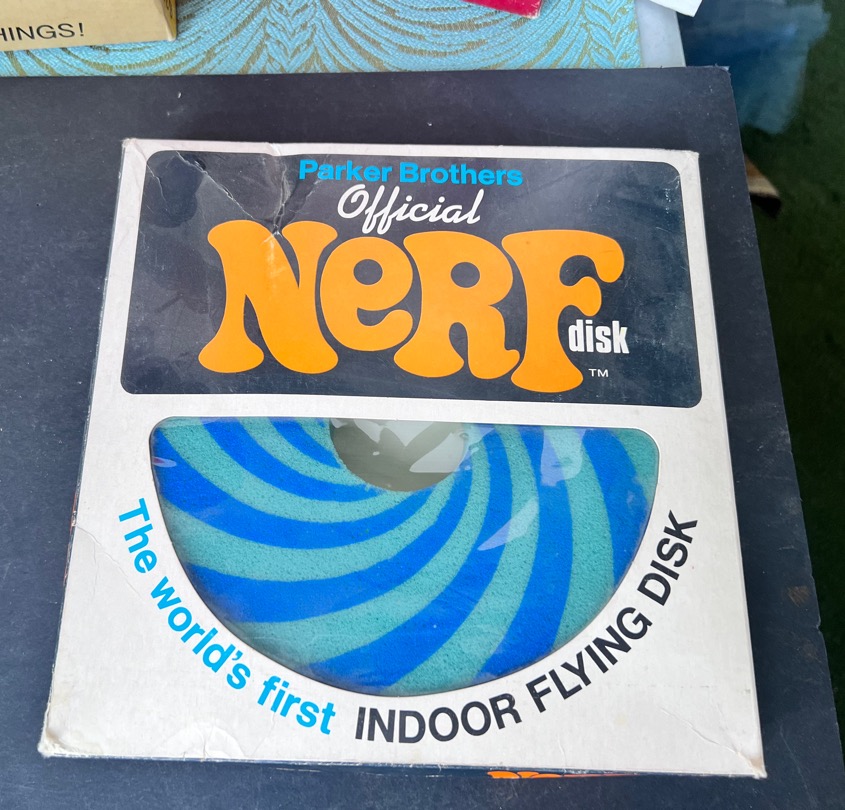 HINGS!
Parker Brothers
Official
NeRF
disk
TM
The world's first INDOOR FLYING DISK